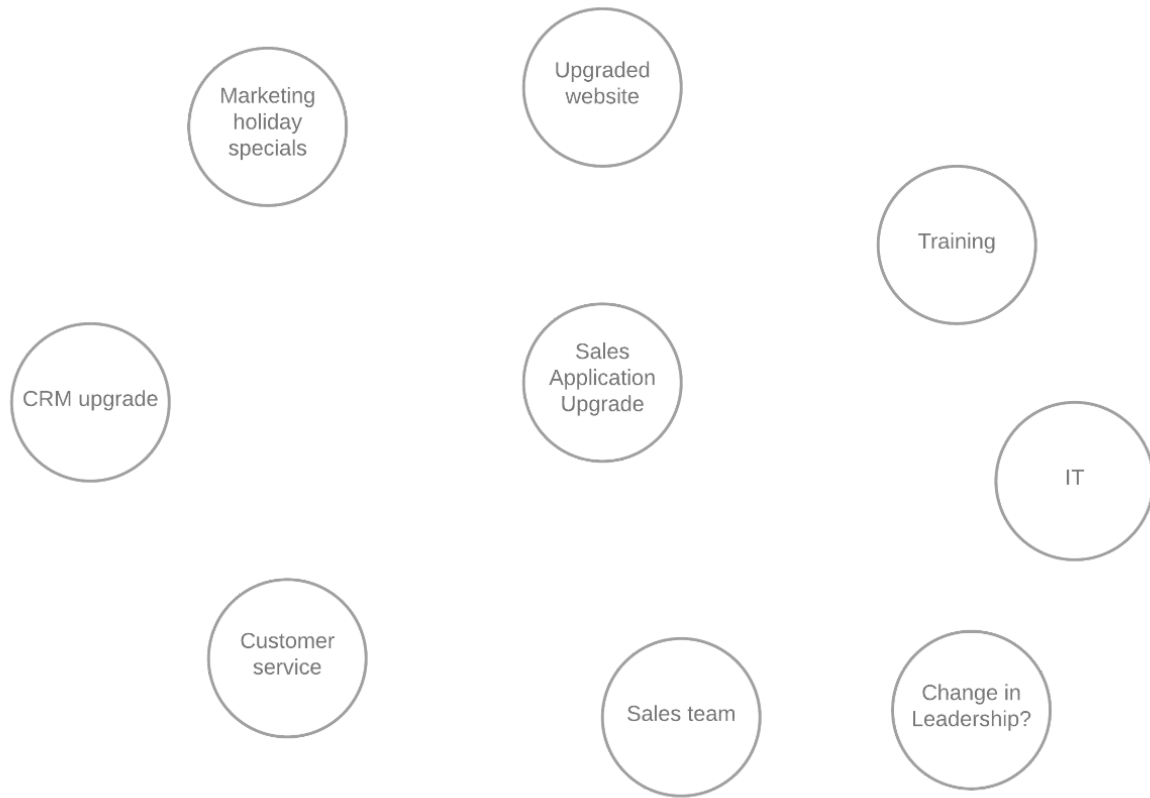 Marketing
holiday
specials
Upgraded
website
Training
CRM upgrade
Sales
Application
Upgrade
IT
Customer
service
Sales team
Change in
Leadership?